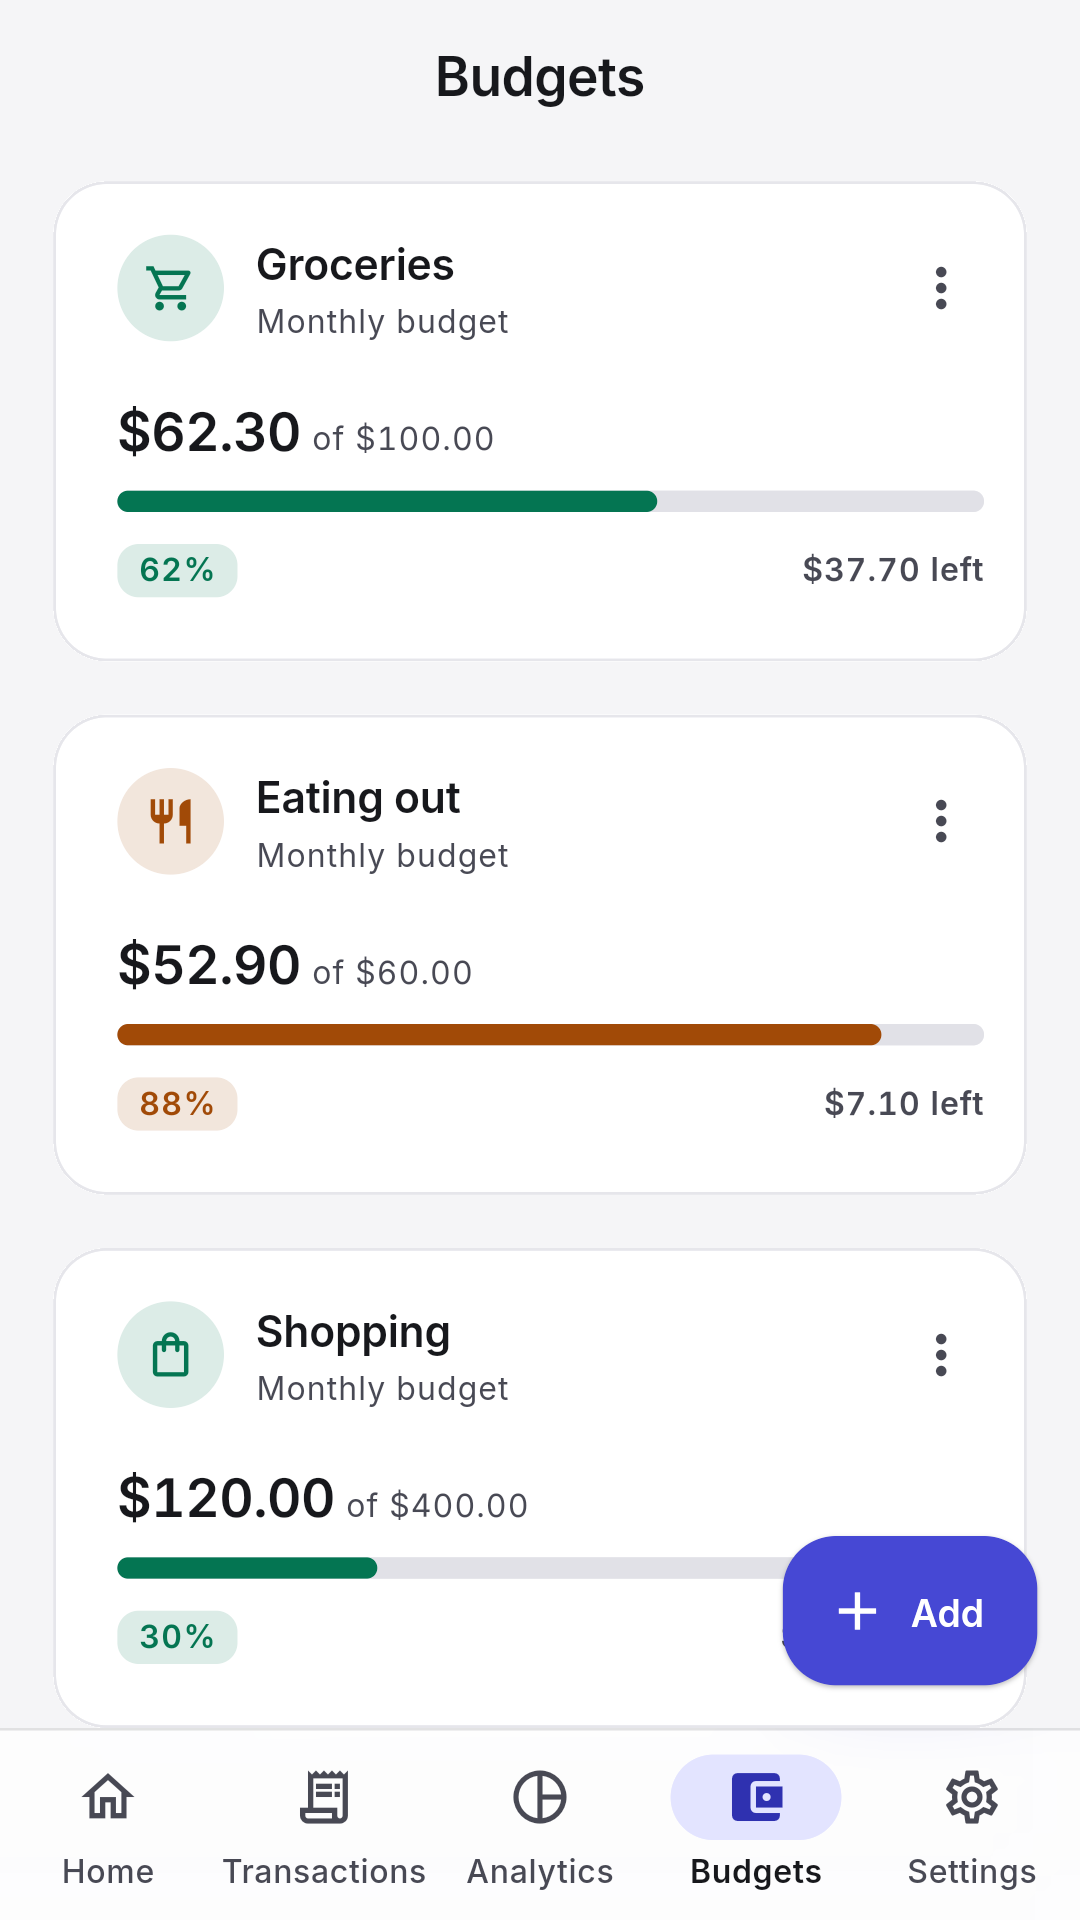 Budgets
Groceries
Monthly budget
$62.30 of $100.00
62%
$37.70 left
Eating out
Monthly budget
$52.90 of $60.00
88%
$7.10 left
Shopping
Monthly budget
$120.00 of $400.00
30%
Add
Home
Transactions
Analytics
Budgets
Settings